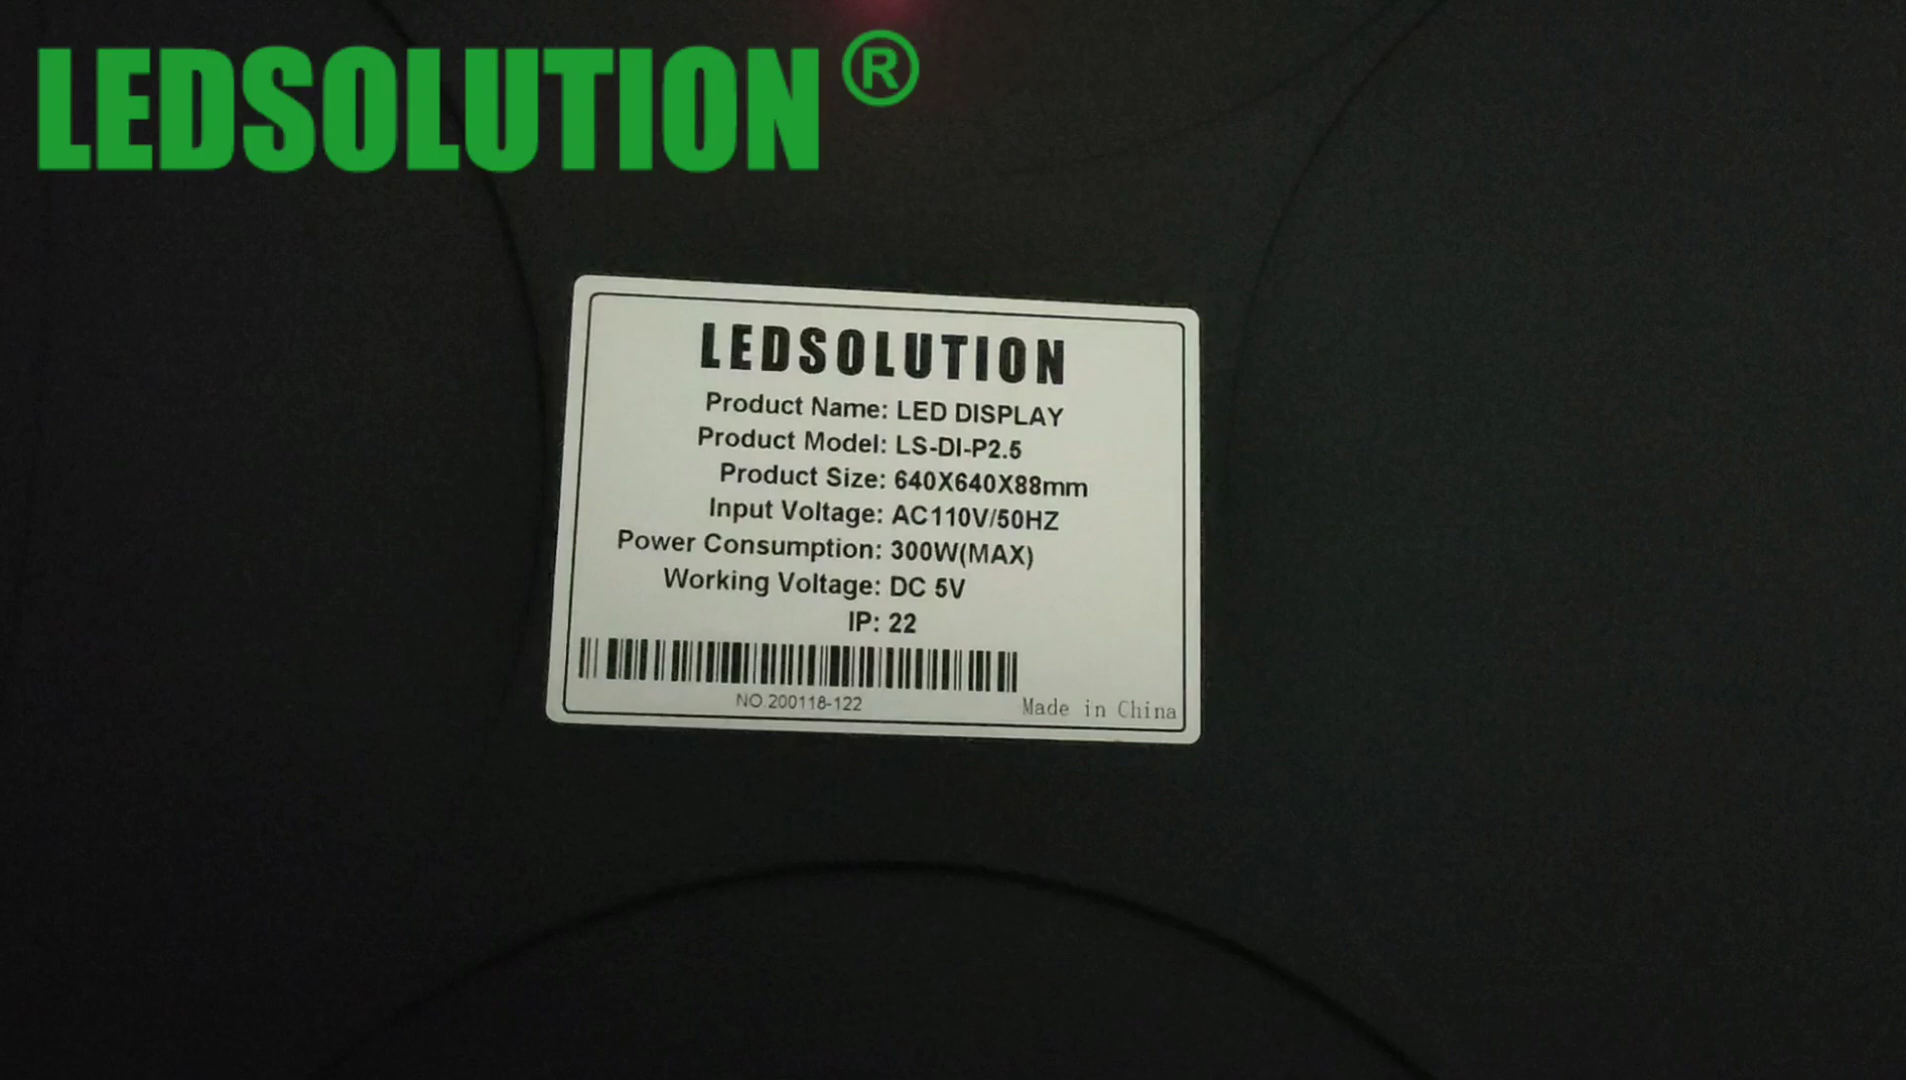 LEDSOLUTION®
LEDSOLUTION
Product Name: LED DISPLAY
Product Model: LS-DI-P2.5
Product Size: 640X640X88mm
Input Voltage: AC110V/50HZ
Power Consumption: 300W(MAX)
Working Voltage: DC 5V
IP: 22
NO.200118-122
Made in China